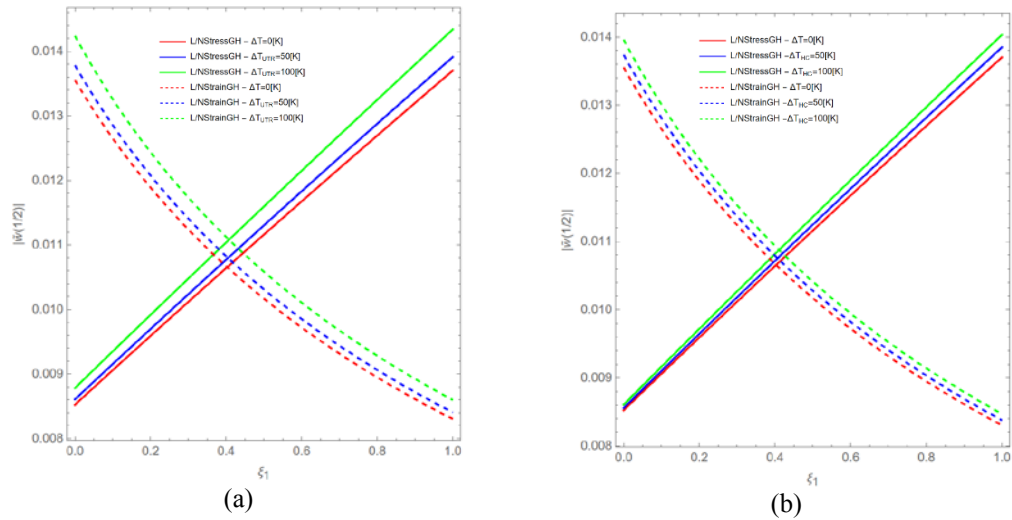 L/NStressGH – ΔT=0[K]
L/NStressGH – ΔT_UTR=50[K]
L/NStressGH – ΔT_UTR=100[K]
L/NStrainGH – ΔT=0[K]
L/NStrainGH – ΔT_UTR=50[K]
L/NStrainGH – ΔT_UTR=100[K]
0.014
0.013
0.012
0.011
0.010
0.009
0.008
|w̃(1/2)|
0.0 0.2 0.4 0.6 0.8 1.0
ξ₁
(a)
L/NStressGH – ΔT=0[K]
L/NStressGH – ΔT_HC=50[K]
L/NStressGH – ΔT_HC=100[K]
L/NStrainGH – ΔT=0[K]
L/NStrainGH – ΔT_HC=50[K]
L/NStrainGH – ΔT_HC=100[K]
0.014
0.013
0.012
0.011
0.010
0.009
0.008
|w̃(1/2)|
0.0 0.2 0.4 0.6 0.8 1.0
ξ₁
(b)